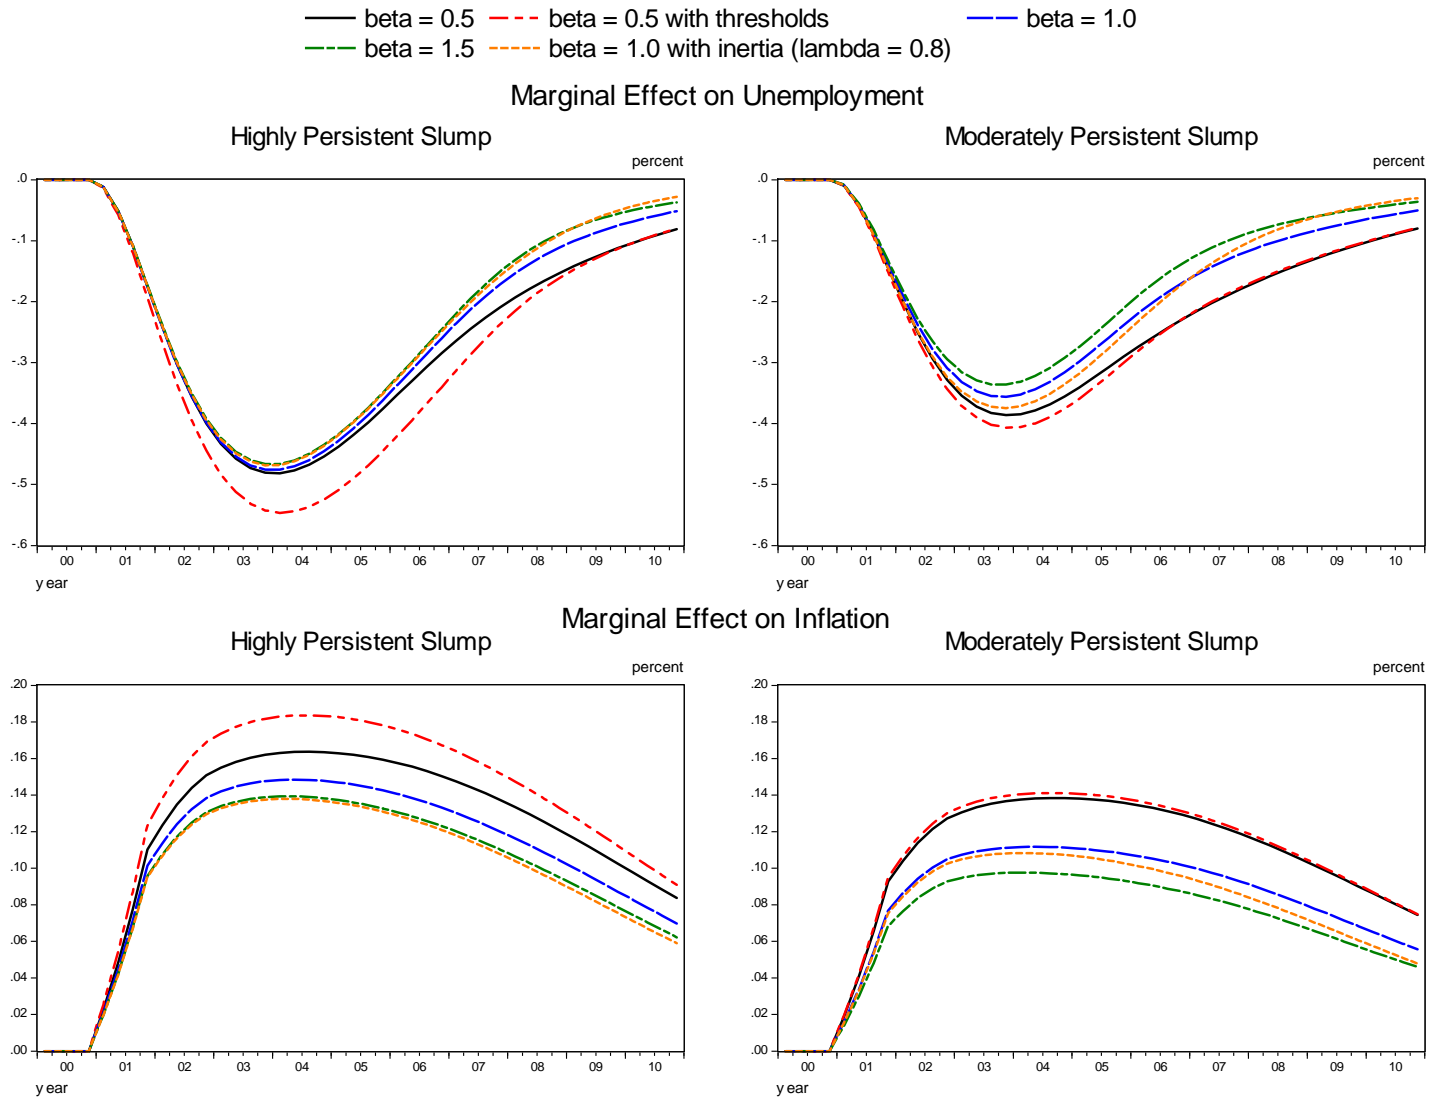 beta = 0.5 beta = 0.5 with thresholds beta = 1.0
beta = 1.5 beta = 1.0 with inertia (lambda = 0.8)
Marginal Effect on Unemployment
Highly Persistent Slump
percent
.0
-.1
-.2
-.3
-.4
-.5
-.6
00 01 02 03 04 05 06 07 08 09 10
year
Moderately Persistent Slump
percent
.0
-.1
-.2
-.3
-.4
-.5
-.6
00 01 02 03 04 05 06 07 08 09 10
year
Marginal Effect on Inflation
Highly Persistent Slump
percent
.20
.18
.16
.14
.12
.10
.08
.06
.04
.02
.00
00 01 02 03 04 05 06 07 08 09 10
year
Moderately Persistent Slump
percent
.20
.18
.16
.14
.12
.10
.08
.06
.04
.02
.00
00 01 02 03 04 05 06 07 08 09 10
year